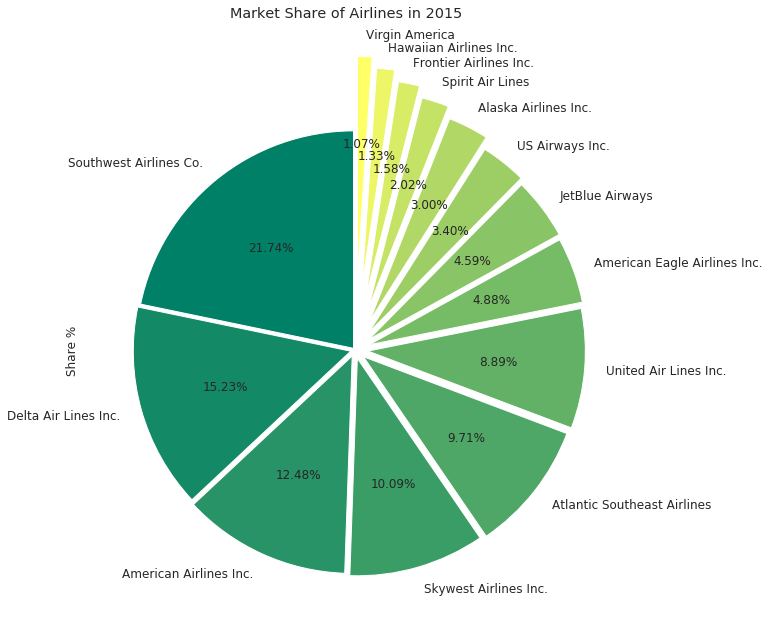 Market Share of Airlines in 2015
Virgin America
Hawaiian Airlines Inc.
Frontier Airlines Inc.
Spirit Air Lines
Alaska Airlines Inc.
US Airways Inc.
JetBlue Airways
American Eagle Airlines Inc.
United Air Lines Inc.
Atlantic Southeast Airlines
Skywest Airlines Inc.
American Airlines Inc.
Delta Air Lines Inc.
Southwest Airlines Co.
Share %
1.07%
1.33%
1.58%
2.02%
3.00%
3.40%
4.59%
4.88%
8.89%
9.71%
10.09%
12.48%
15.23%
21.74%